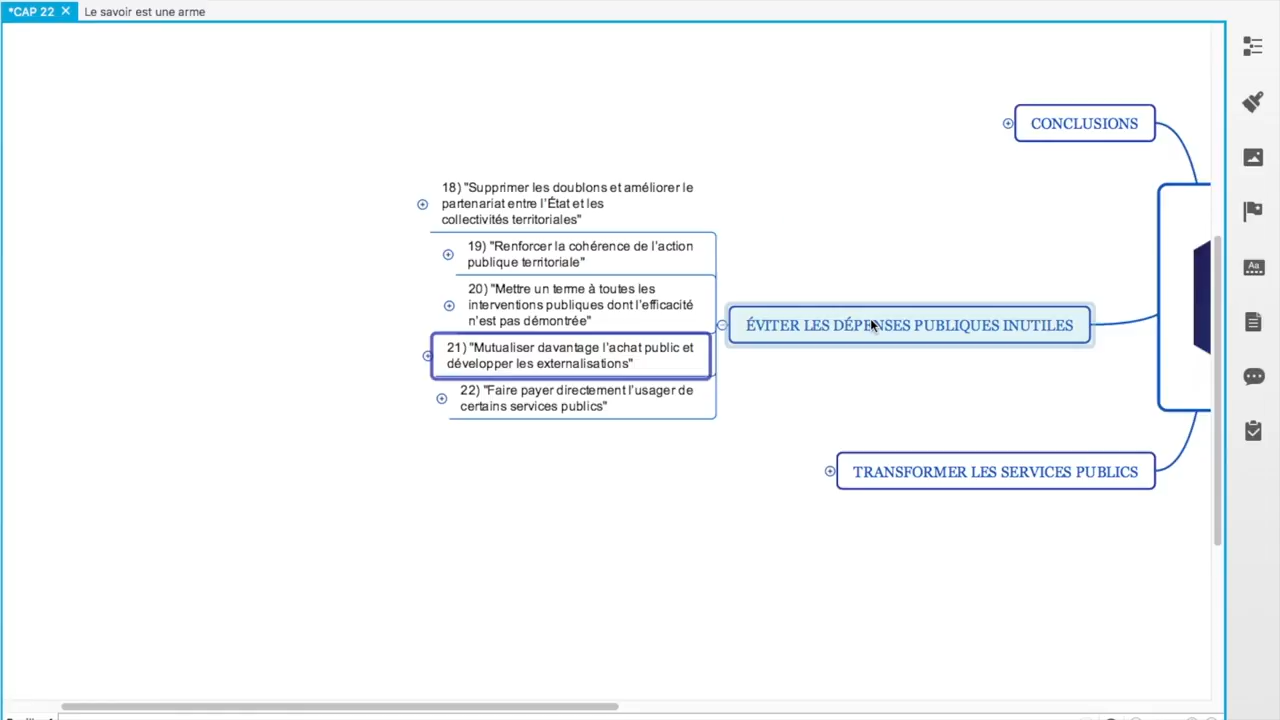 *CAP 22
Le savoir est une arme
CONCLUSIONS
18) "Supprimer les doublons et améliorer le
partenariat entre l'État et les
collectivités territoriales"
19) "Renforcer la cohérence de l'action
publique territoriale"
20) "Mettre un terme à toutes les
interventions publiques dont l'efficacité
n'est pas démontrée"
21) "Mutualiser davantage l'achat public et
développer les externalisations"
22) "Faire payer directement l'usager de
certains services publics"
ÉVITER LES DÉPENSES PUBLIQUES INUTILES
TRANSFORMER LES SERVICES PUBLICS
Aa